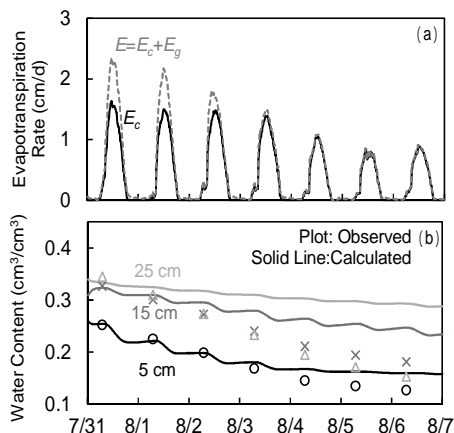 3
(a)
E=Ec+Eg
2
Ec
1
0
Evapotranspiration
Rate (cm/d)
Plot: Observed
(b)
Solid Line:Calculated
0.4
25 cm
0.3
15 cm
0.2
5 cm
0.1
Water Content (cm³/cm³)
7/31 8/1 8/2 8/3 8/4 8/5 8/6 8/7